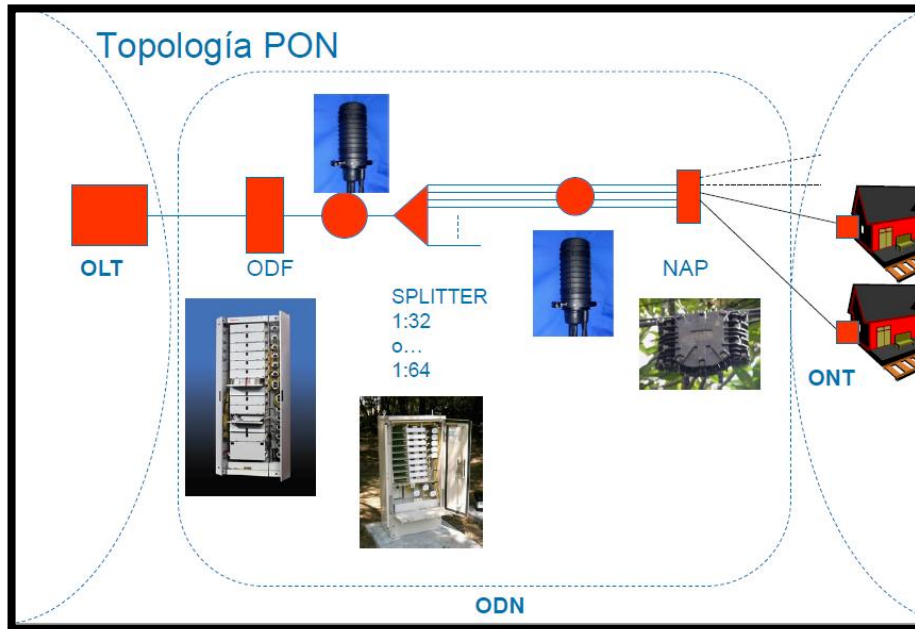 Topología PON
OLT
ODF
SPLITTER
1:32
o...
1:64
NAP
ONT
ODN